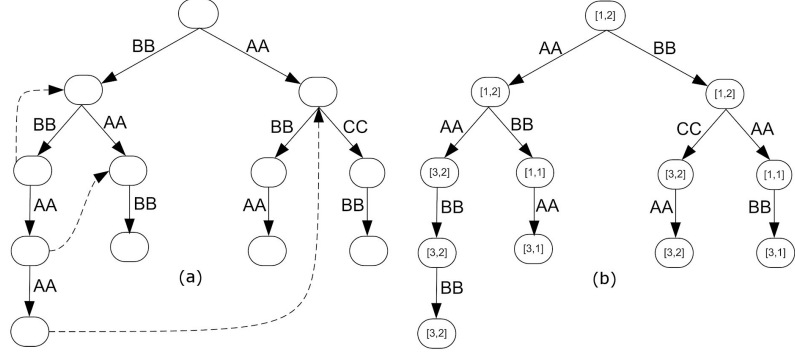 BB AA
BB AA
BB CC
AA BB
AA BB
AA
(a)
[1,2]
AA BB
[1,2] [1,2]
AA BB
CC AA
[3,2] [1,1] [3,2] [1,1]
BB AA AA BB
[3,2] [3,1] [3,2] [3,1]
BB
[3,2]
(b)